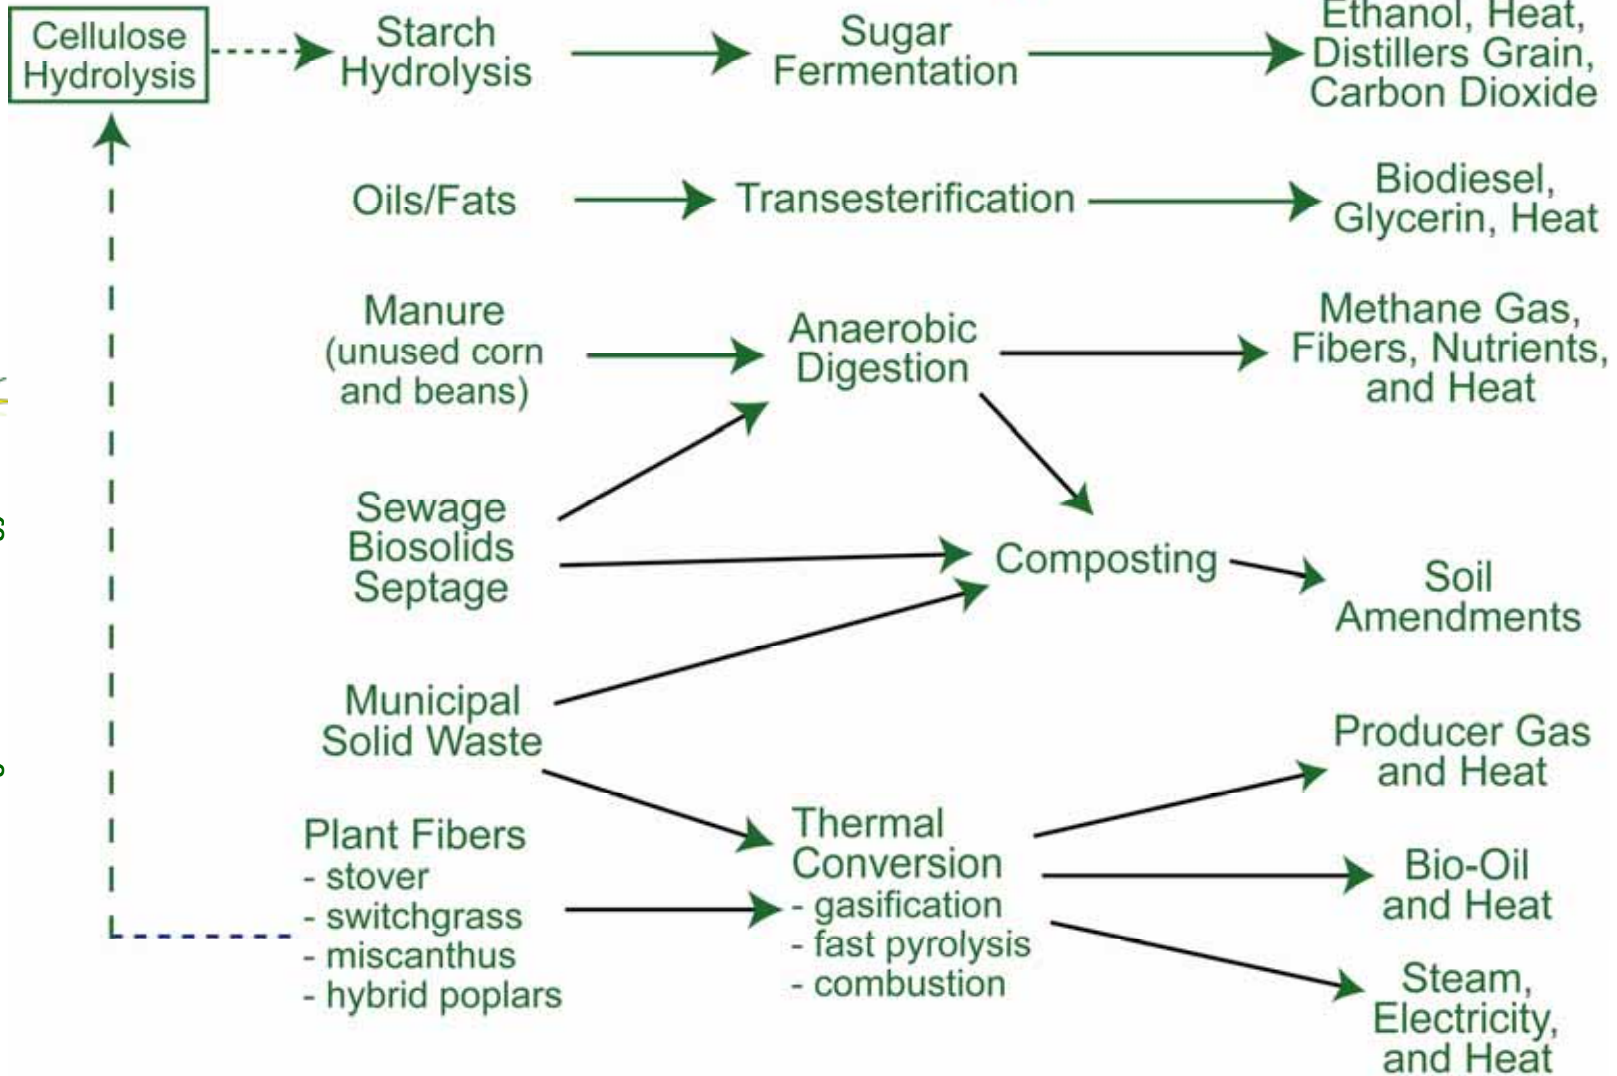 Cellulose
Hydrolysis
Starch
Hydrolysis
Sugar
Fermentation
Ethanol, Heat,
Distillers Grain,
Carbon Dioxide
Oils/Fats
Transesterification
Biodiesel,
Glycerin, Heat
Manure
(unused corn
and beans)
Anaerobic
Digestion
Methane Gas,
Fibers, Nutrients,
and Heat
Sewage
Biosolids
Septage
Composting
Soil
Amendments
Municipal
Solid Waste
Producer Gas
and Heat
Plant Fibers
- stover
- switchgrass
- miscanthus
- hybrid poplars
Thermal
Conversion
- gasification
- fast pyrolysis
- combustion
Bio-Oil
and Heat
Steam,
Electricity,
and Heat